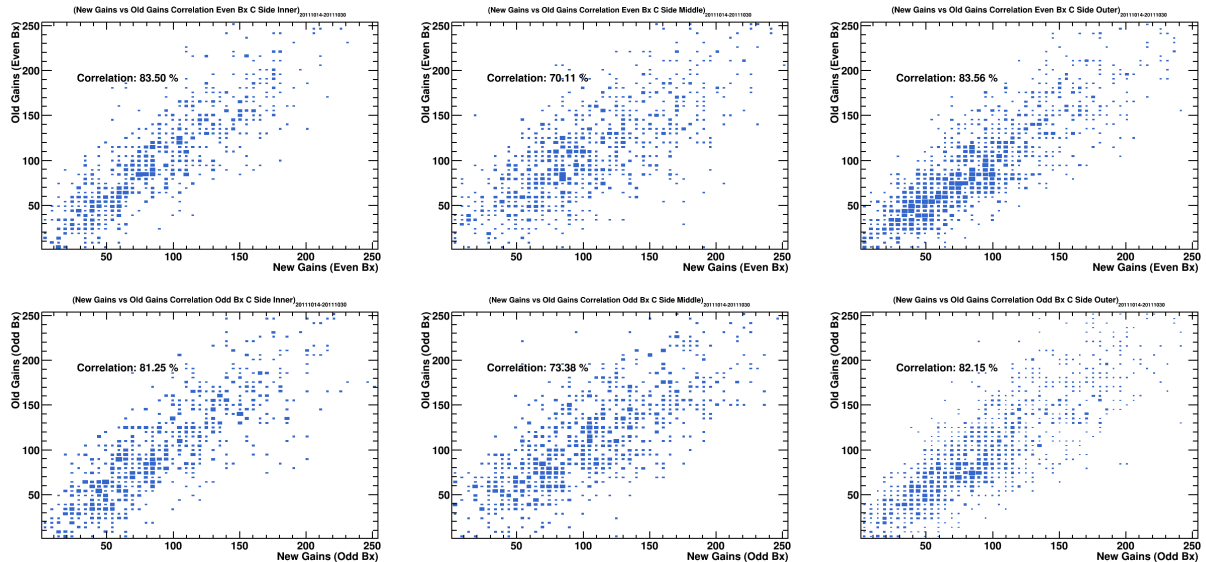 (New Gains vs Old Gains Correlation Even Bx C Side Inner)20111014-20111030
Old Gains (Even Bx)
250
200
150
100
50
Correlation: 83.50 %
50 100 150 200 250
New Gains (Even Bx)
(New Gains vs Old Gains Correlation Even Bx C Side Middle)20111014-20111030
Old Gains (Even Bx)
250
200
150
100
50
Correlation: 70.11 %
50 100 150 200 250
New Gains (Even Bx)
(New Gains vs Old Gains Correlation Even Bx C Side Outer)20111014-20111030
Old Gains (Even Bx)
250
200
150
100
50
Correlation: 83.56 %
50 100 150 200 250
New Gains (Even Bx)
(New Gains vs Old Gains Correlation Odd Bx C Side Inner)20111014-20111030
Old Gains (Odd Bx)
250
200
150
100
50
Correlation: 81.25 %
50 100 150 200 250
New Gains (Odd Bx)
(New Gains vs Old Gains Correlation Odd Bx C Side Middle)20111014-20111030
Old Gains (Odd Bx)
250
200
150
100
50
Correlation: 73.38 %
50 100 150 200 250
New Gains (Odd Bx)
(New Gains vs Old Gains Correlation Odd Bx C Side Outer)20111014-20111030
Old Gains (Odd Bx)
250
200
150
100
50
Correlation: 82.15 %
50 100 150 200 250
New Gains (Odd Bx)